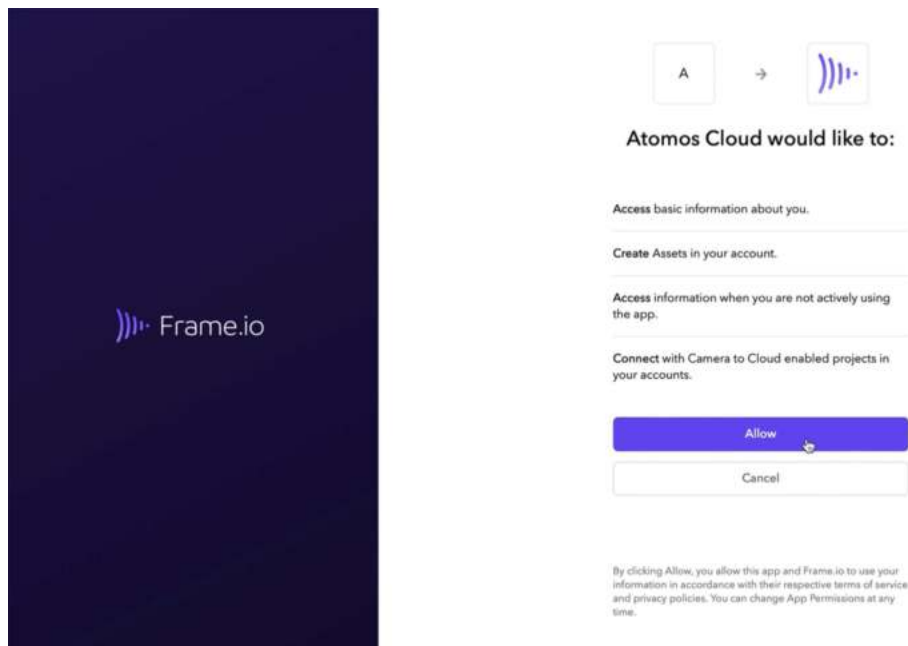 Frame.io
A
Atomos Cloud would like to:
Access basic information about you.
Create Assets in your account.
Access information when you are not actively using
the app.
Connect with Camera to Cloud enabled projects in
your accounts.
Allow
Cancel
By clicking Allow, you allow this app and Frame.io to use your
information in accordance with their respective terms of service
and privacy policies. You can change App Permissions at any
time.